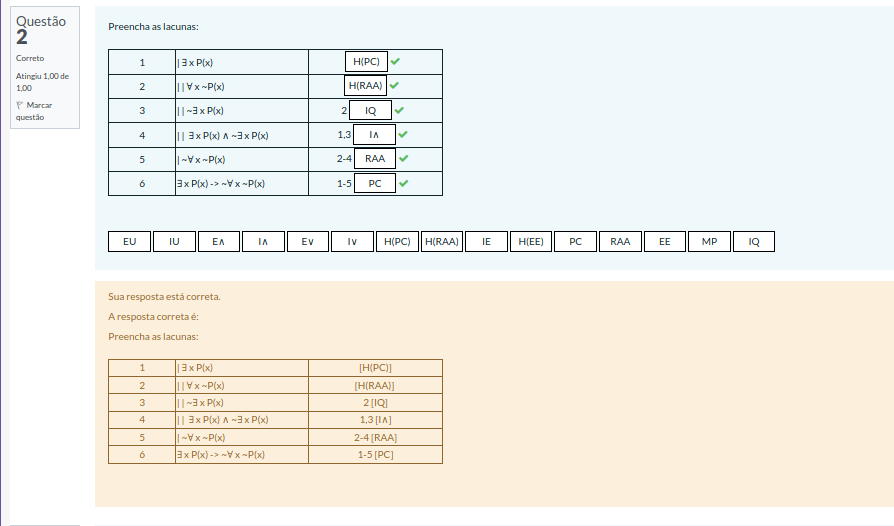 Questão
2
Correto
Atingiu 1,00 de
1,00
Marcar
questão
Preencha as lacunas:
1 | ∃ x P(x) H(PC)
2 | | ∀ x ~P(x) H(RAA)
3 | | ~∃ x P(x) 2 IQ
4 | | ∃ x P(x) ∧ ~∃ x P(x) 1,3 I∧
5 | ~∀ x ~P(x) 2-4 RAA
6 ∃ x P(x) -> ~∀ x ~P(x) 1-5 PC
EU IU E∧ I∧ E∨ I∨ H(PC) H(RAA) IE H(EE) PC RAA EE MP IQ
Sua resposta está correta.
A resposta correta é:
Preencha as lacunas:
1 | ∃ x P(x) [H(PC)]
2 | | ∀ x ~P(x) [H(RAA)]
3 | | ~∃ x P(x) 2 [IQ]
4 | | ∃ x P(x) ∧ ~∃ x P(x) 1,3 [I∧]
5 | ~∀ x ~P(x) 2-4 [RAA]
6 ∃ x P(x) -> ~∀ x ~P(x) 1-5 [PC]